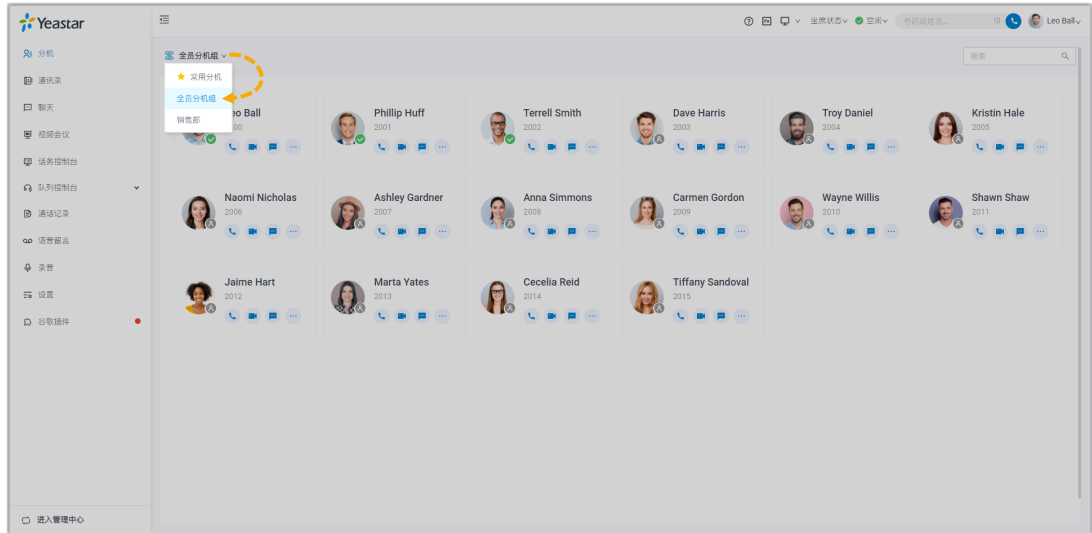 Yeastar
坐席状态
空闲
号码或姓名...
Leo Ball
分机
通讯录
聊天
视频会议
话务控制台
队列控制台
通话记录
语音留言
录音
设置
谷歌插件
进入管理中心
全员分机组
搜索
常用分机
全员分机组
销售部
eo Ball
00
Phillip Huff
2001
Terrell Smith
2002
Dave Harris
2003
Troy Daniel
2004
Kristin Hale
2005
Naomi Nicholas
2006
Ashley Gardner
2007
Anna Simmons
2008
Carmen Gordon
2009
Wayne Willis
2010
Shawn Shaw
2011
Jaime Hart
2012
Marta Yates
2013
Cecelia Reid
2014
Tiffany Sandoval
2015